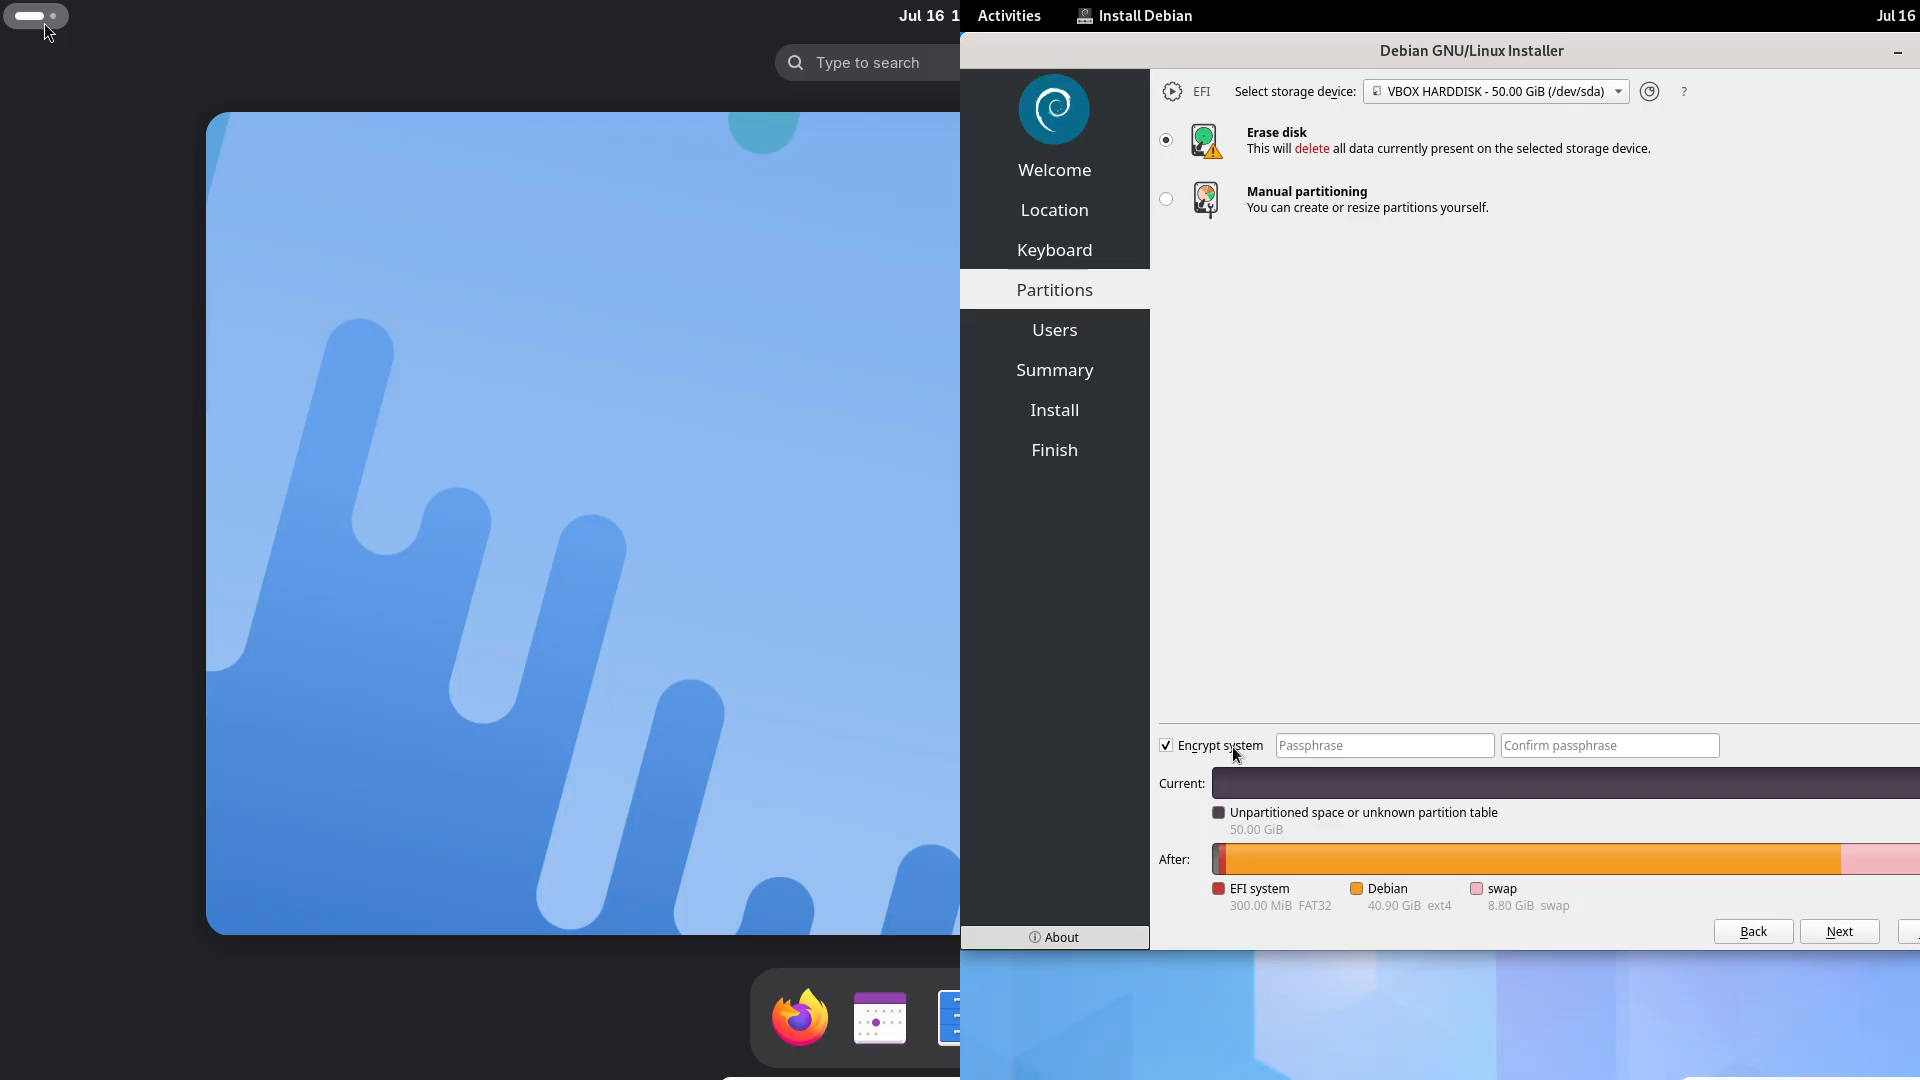 Jul 16 1
Type to search
Activities
Install Debian
Jul 16
Debian GNU/Linux Installer
EFI
Select storage device:
VBOX HARDDISK - 50.00 GiB (/dev/sda)
?
Erase disk
This will delete all data currently present on the selected storage device.
Manual partitioning
You can create or resize partitions yourself.
Welcome
Location
Keyboard
Partitions
Users
Summary
Install
Finish
About
Encrypt system
Passphrase
Confirm passphrase
Current:
Unpartitioned space or unknown partition table
50.00 GiB
After:
EFI system
300.00 MiB FAT32
Debian
40.90 GiB ext4
swap
8.80 GiB swap
Back
Next